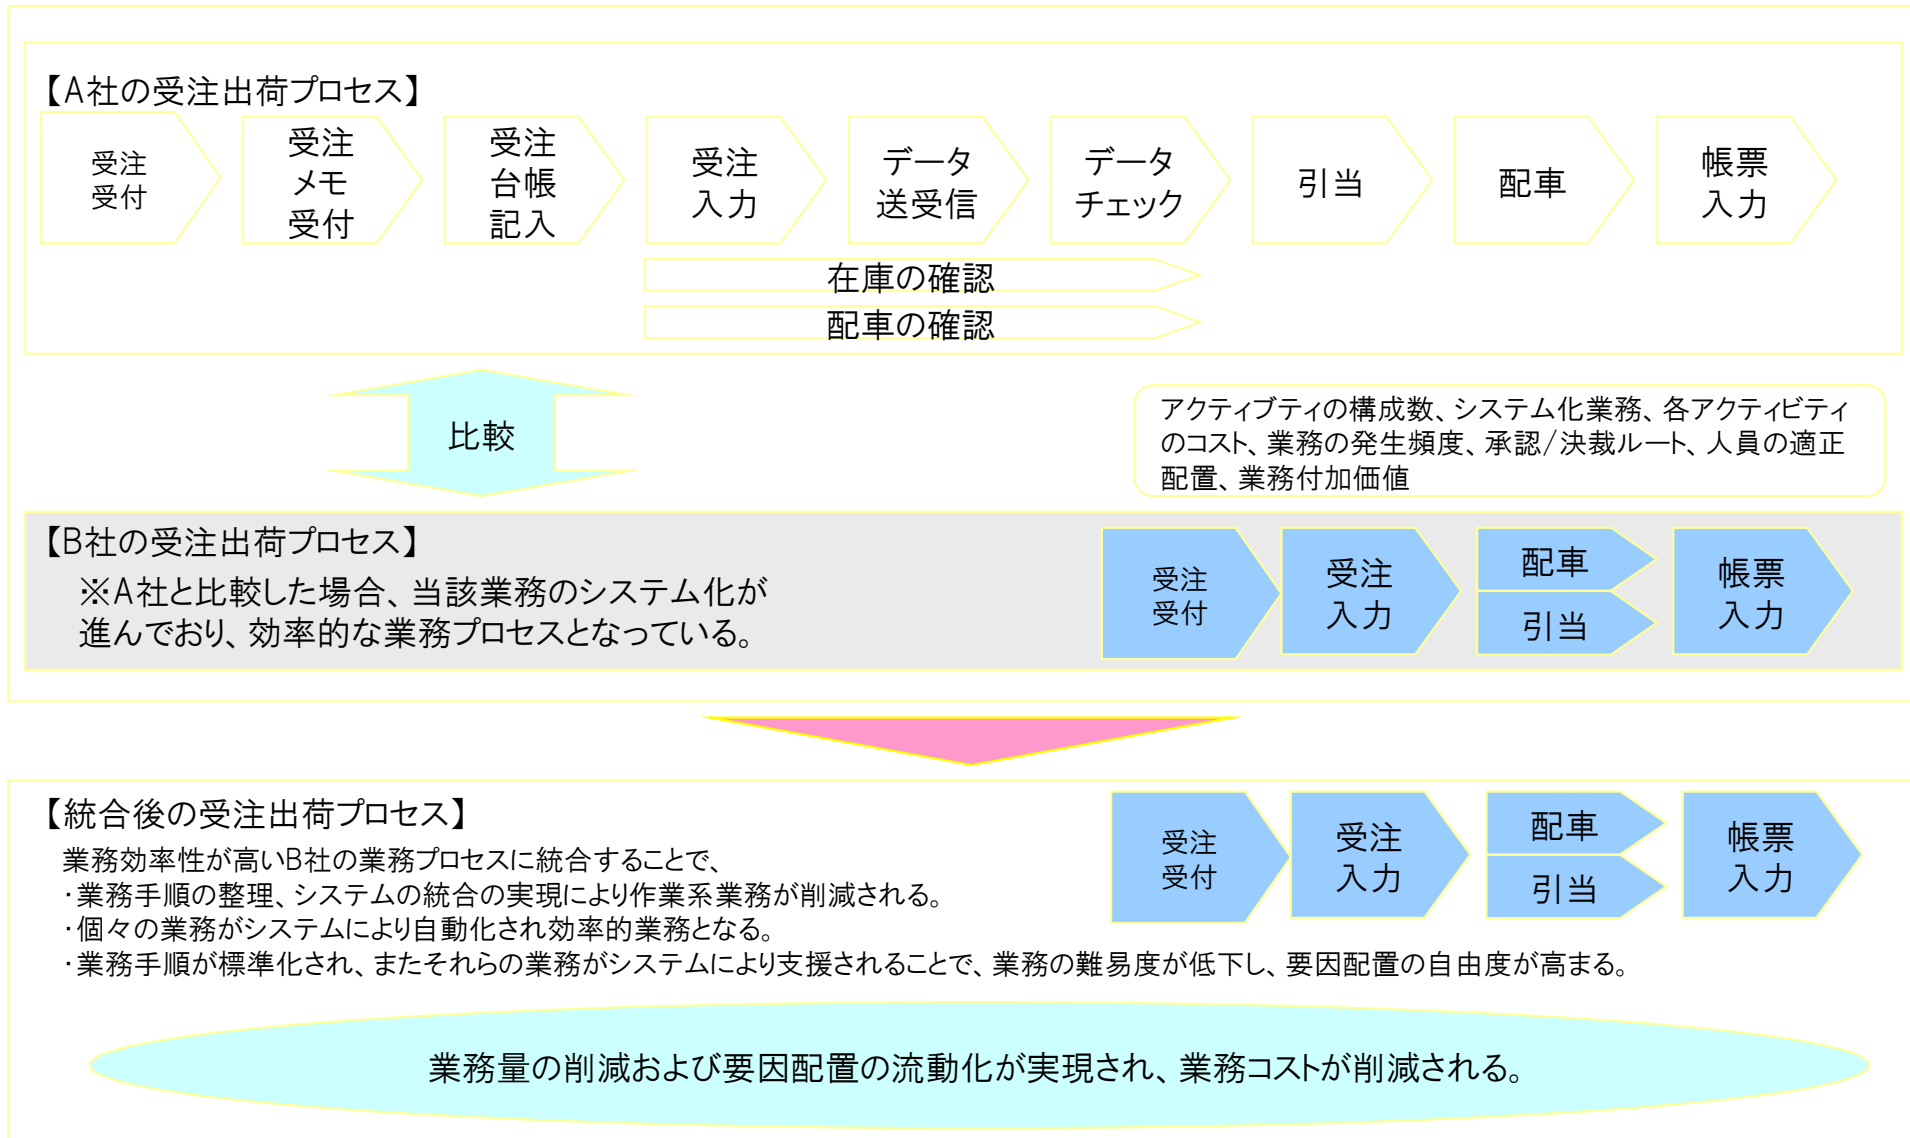 【A社の受注出荷プロセス】
受注
受付
受注
メモ
受付
受注
台帳
記入
受注
入力
データ
送受信
データ
チェック
引当
配車
帳票
入力
在庫の確認
配車の確認
比較
アクティブティの構成数、システム化業務、各アクティビティ
のコスト、業務の発生頻度、承認/決裁ルート、人員の適正
配置、業務付加価値
【B社の受注出荷プロセス】
※A社と比較した場合、当該業務のシステム化が
進んでおり、効率的な業務プロセスとなっている。
受注
受付
受注
入力
配車
引当
帳票
入力
【統合後の受注出荷プロセス】
業務効率性が高いB社の業務プロセスに統合することで、
・業務手順の整理、システムの統合の実現により作業系業務が削減される。
・個々の業務がシステムにより自動化され効率的業務となる。
・業務手順が標準化され、またそれらの業務がシステムにより支援されることで、業務の難易度が低下し、要因配置の自由度が高まる。
受注
受付
受注
入力
配車
引当
帳票
入力
業務量の削減および要因配置の流動化が実現され、業務コストが削減される。